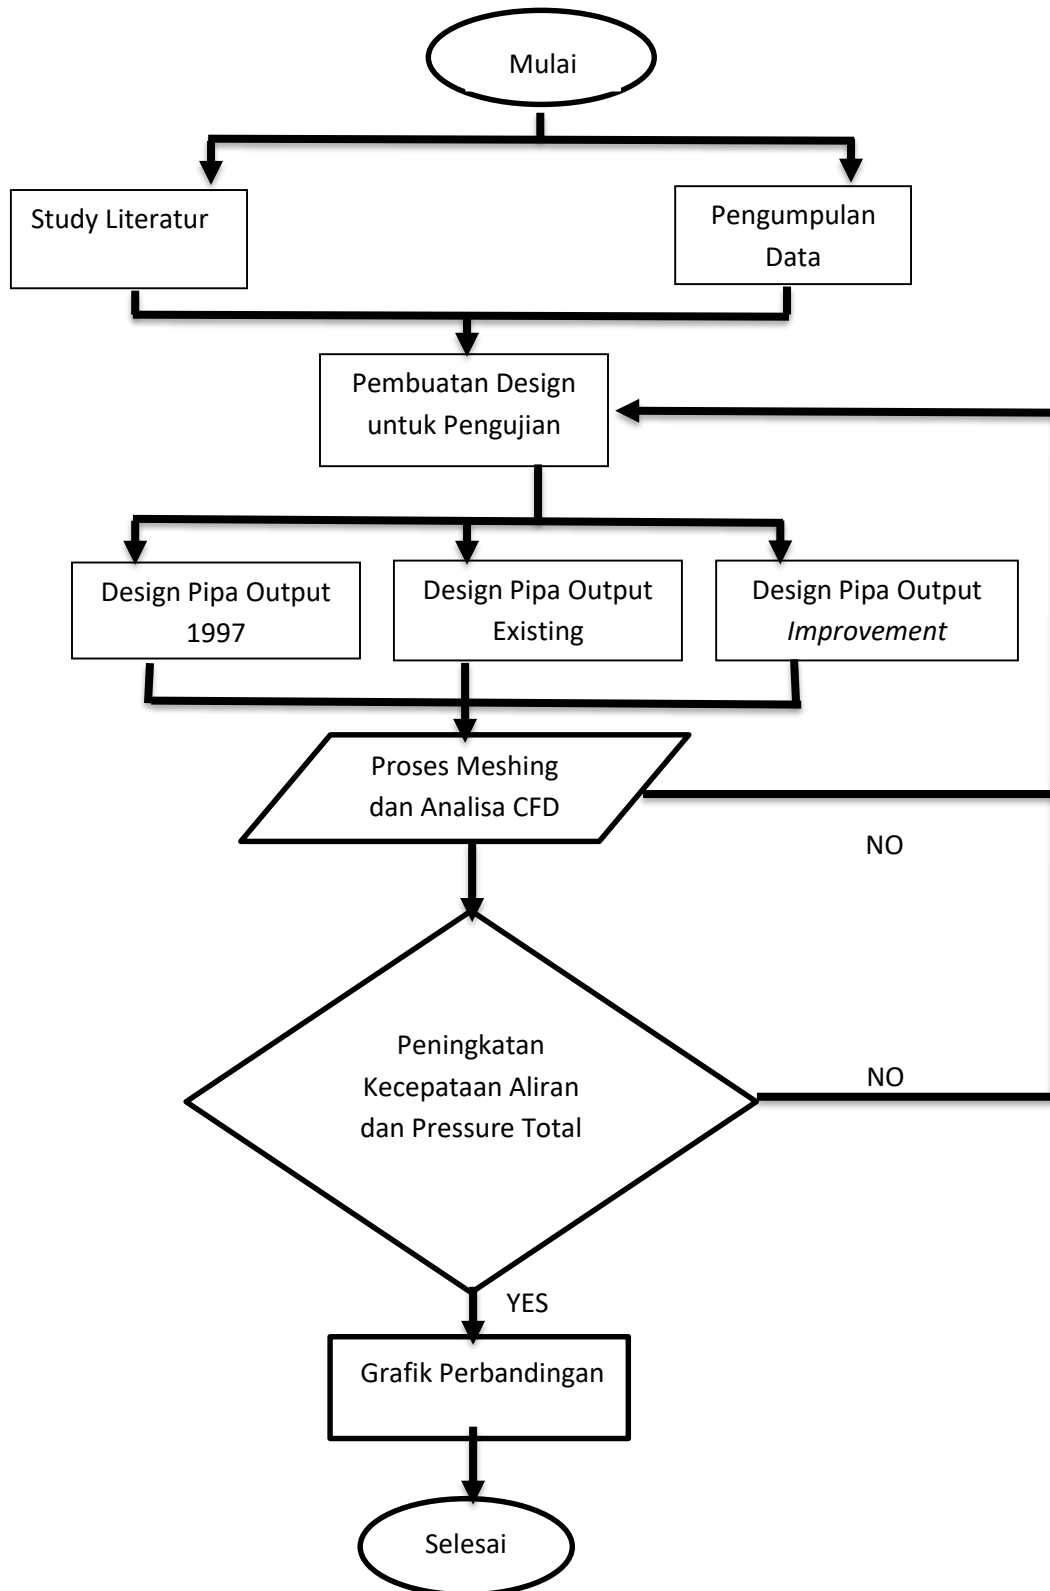 Mulai
Study Literatur
Pengumpulan
Data
Pembuatan Design
untuk Pengujian
Design Pipa Output
1997
Design Pipa Output
Existing
Design Pipa Output
Improvement
Proses Meshing
dan Analisa CFD
NO
Peningkatan
Kecepataan Aliran
dan Pressure Total
NO
YES
Grafik Perbandingan
Selesai